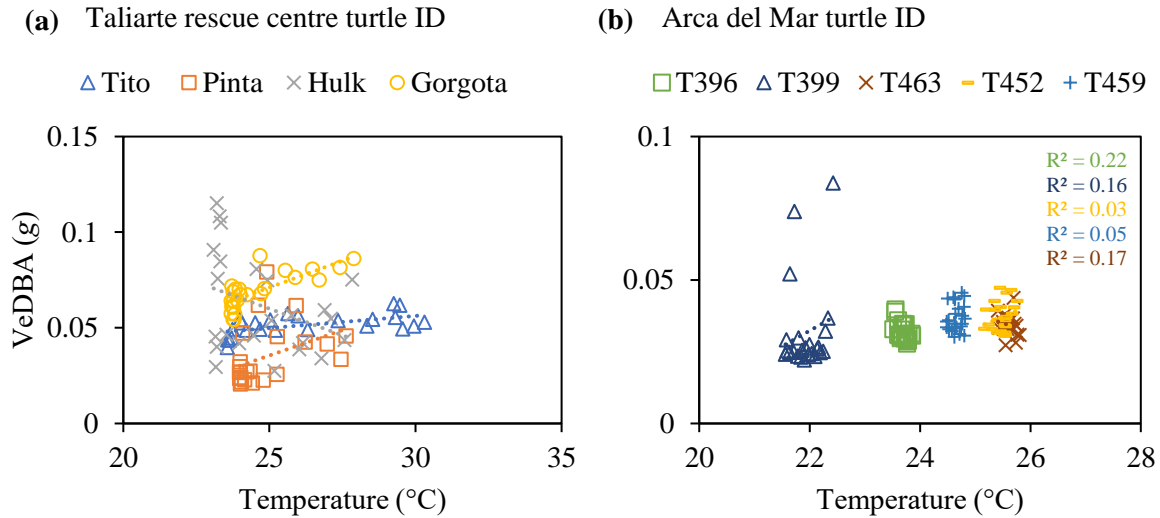 (a) Taliarte rescue centre turtle ID
Tito Pinta Hulk Gorgota
0.15
0.1
0.05
0
VeDBA (g)
20 25 30 35
Temperature (°C)
(b) Arca del Mar turtle ID
T396 T399 T463 T452 T459
0.1
0.05
0
R² = 0.22
R² = 0.16
R² = 0.03
R² = 0.05
R² = 0.17
20 22 24 26 28
Temperature (°C)